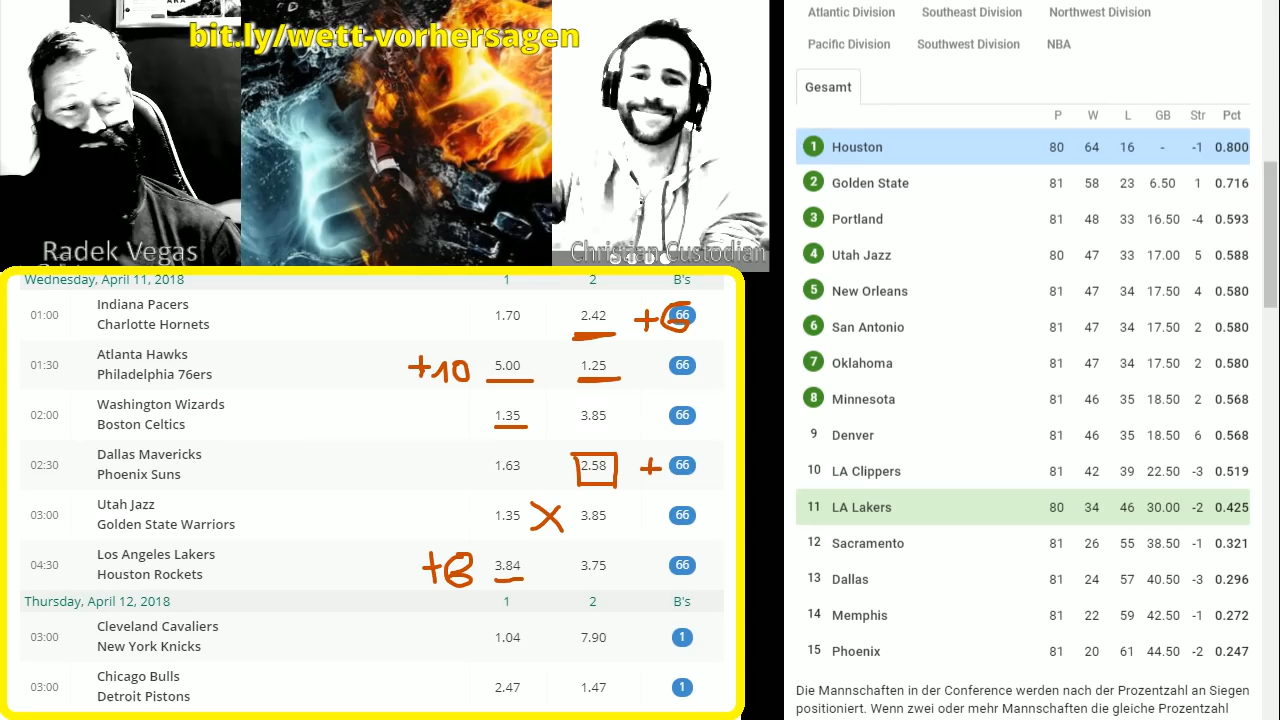 bit.ly/wett-vorhersagen
Radek Vegas
Christian Custodian
Wednesday, April 11, 2018 1 2 B's
01:00 Indiana Pacers 1.70 2.42 66
Charlotte Hornets
01:30 Atlanta Hawks +10 5.00 1.25 66
Philadelphia 76ers
02:00 Washington Wizards 1.35 3.85 66
Boston Celtics
02:30 Dallas Mavericks 1.63 2.58 + 66
Phoenix Suns
03:00 Utah Jazz 1.35 X 3.85 66
Golden State Warriors
04:30 Los Angeles Lakers 3.84 3.75 66
Houston Rockets
Thursday, April 12, 2018 1 2 B's
03:00 Cleveland Cavaliers 1.04 7.90 1
New York Knicks
03:00 Chicago Bulls 2.47 1.47 1
Detroit Pistons
Atlantic Division Southeast Division Northwest Division
Pacific Division Southwest Division NBA
Gesamt
P W L GB Str Pct
1 Houston 80 64 16 - -1 0.800
2 Golden State 81 58 23 6.50 1 0.716
3 Portland 81 48 33 16.50 -4 0.593
4 Utah Jazz 80 47 33 17.00 5 0.588
5 New Orleans 81 47 34 17.50 4 0.580
6 San Antonio 81 47 34 17.50 2 0.580
7 Oklahoma 81 47 34 17.50 2 0.580
8 Minnesota 81 46 35 18.50 2 0.568
9 Denver 81 46 35 18.50 6 0.568
10 LA Clippers 81 42 39 22.50 -3 0.519
11 LA Lakers 80 34 46 30.00 -2 0.425
12 Sacramento 81 26 55 38.50 -1 0.321
13 Dallas 81 24 57 40.50 -3 0.296
14 Memphis 81 22 59 42.50 -1 0.272
15 Phoenix 81 20 61 44.50 -2 0.247
Die Mannschaften in der Conference werden nach der Prozentzahl an Siegen
positioniert. Wenn zwei oder mehr Mannschaften die gleiche Prozentzahl